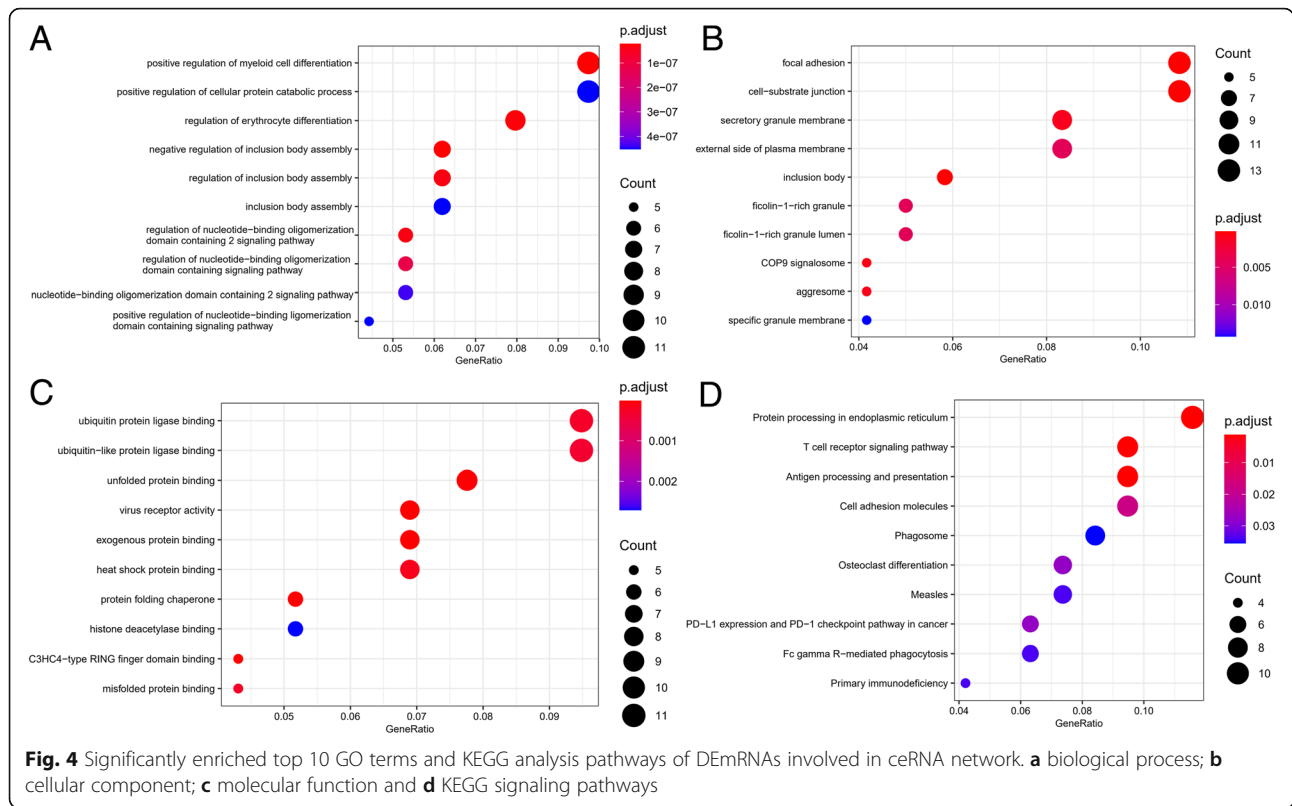 A
positive regulation of myeloid cell differentiation
positive regulation of cellular protein catabolic process
regulation of erythrocyte differentiation
negative regulation of inclusion body assembly
regulation of inclusion body assembly
inclusion body assembly
regulation of nucleotide-binding oligomerization
domain containing 2 signaling pathway
regulation of nucleotide-binding oligomerization
domain containing signaling pathway
nucleotide-binding oligomerization domain containing 2 signaling pathway
positive regulation of nucleotide-binding ligomerization
domain containing signaling pathway
0.05 0.06 0.07 0.08 0.09 0.10
GeneRatio
p.adjust
1e-07
2e-07
3e-07
4e-07
Count
5
6
7
8
9
10
11
B
focal adhesion
cell-substrate junction
secretory granule membrane
external side of plasma membrane
inclusion body
ficolin-1-rich granule
ficolin-1-rich granule lumen
COP9 signalosome
aggresome
specific granule membrane
0.04 0.06 0.08 0.10
GeneRatio
Count
5
7
9
11
13
p.adjust
0.005
0.010
C
ubiquitin protein ligase binding
ubiquitin-like protein ligase binding
unfolded protein binding
virus receptor activity
exogenous protein binding
heat shock protein binding
protein folding chaperone
histone deacetylase binding
C3HC4-type RING finger domain binding
misfolded protein binding
0.05 0.06 0.07 0.08 0.09
GeneRatio
p.adjust
0.001
0.002
Count
5
6
7
8
9
10
11
D
Protein processing in endoplasmic reticulum
T cell receptor signaling pathway
Antigen processing and presentation
Cell adhesion molecules
Phagosome
Osteoclast differentiation
Measles
PD-L1 expression and PD-1 checkpoint pathway in cancer
Fc gamma R-mediated phagocytosis
Primary immunodeficiency
0.04 0.06 0.08 0.10
GeneRatio
p.adjust
0.01
0.02
0.03
Count
4
6
8
10
Fig. 4 Significantly enriched top 10 GO terms and KEGG analysis pathways of DEmRNAs involved in ceRNA network. a biological process; b
cellular component; c molecular function and d KEGG signaling pathways